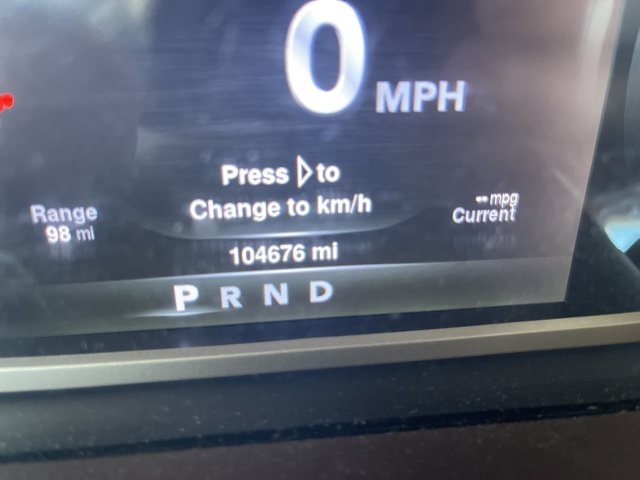 0 MPH
Press ▷ to
Change to km/h
Range
98 mi
-- mpg
Current
104676 mi
P R N D